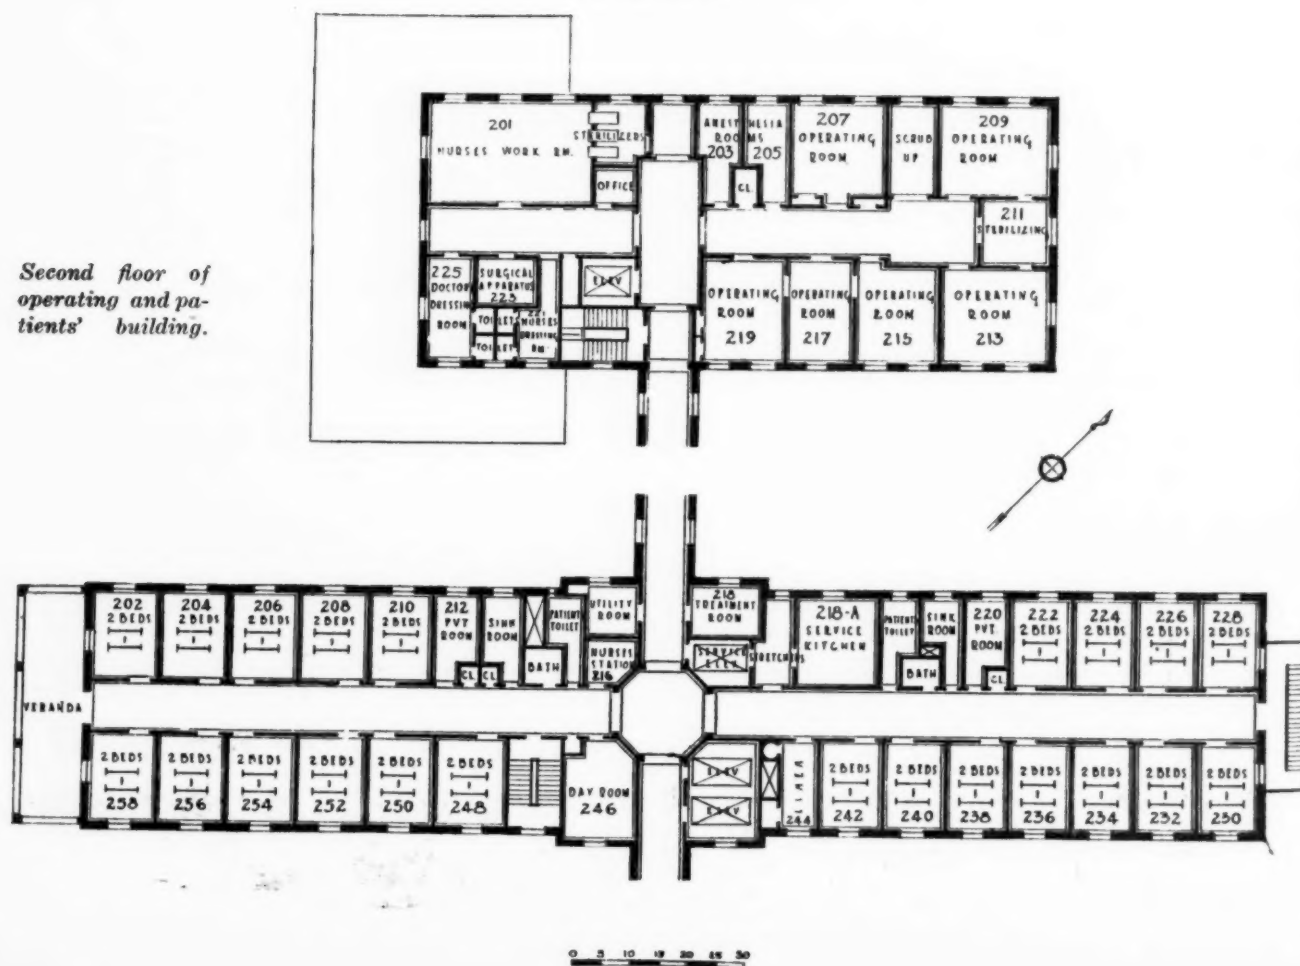 Second floor of
operating and pa-
tients' building.
201
NURSES WORK RM.
STERILIZERS
OFFICE
ANEST
ROO
203
HESIA
MS
205
CL.
207
OPERATING
ROOM
SCRUB
UP
209
OPERATING
ROOM
211
STERILIZING
225
DOCTOR
DRESSIN
ROOM
SURGICAL
APPARATUS
223
TOILETS
TOILET
NURSES
DRESSING
RM.
ELEV
OPERATING
ROOM
219
OPERATING
ROOM
217
OPERATING
ROOM
215
OPERATING
ROOM
213
202
2 BEDS
204
2 BEDS
206
2 BEDS
208
2 BEDS
210
2 BEDS
212
PVT
ROOM
CL.
SINK
ROOM
CL.
PATIENT
TOILET
BATH
UTILITY
ROOM
NURSES
STATION
216
218
TREATMENT
ROOM
SERVICE
ELEV.
STRETCHERS
218-A
SERVICE
KITCHEN
PATIENT
TOILET
BATH
SINK
ROOM
220
PVT.
ROOM
CL.
222
2 BEDS
224
2 BEDS
226
2 BEDS
228
2 BEDS
VERANDA
2 BEDS
258
2 BEDS
256
2 BEDS
254
2 BEDS
252
2 BEDS
250
2 BEDS
248
DAY ROOM
246
ELEV
ELEV
LINEN
244
2 BEDS
242
2 BEDS
240
2 BEDS
238
2 BEDS
236
2 BEDS
234
2 BEDS
232
2 BEDS
230
0 5 10 15 20 25 30